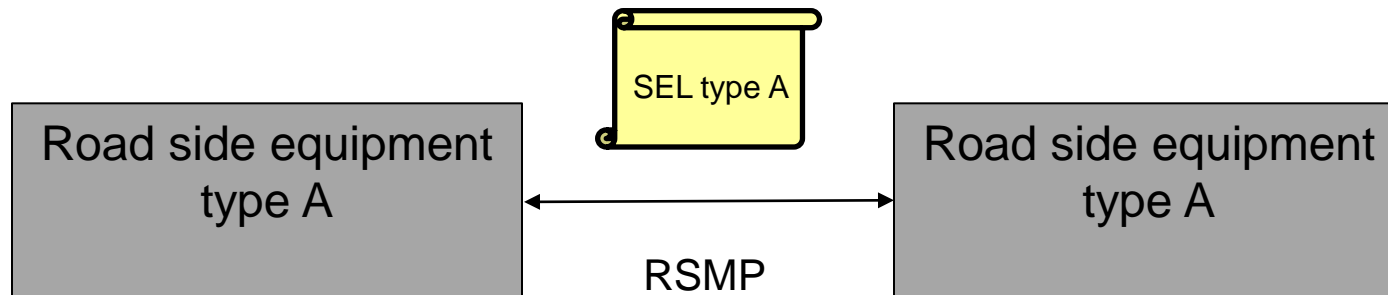 SEL type A
Road side equipment
type A
Road side equipment
type A
RSMP